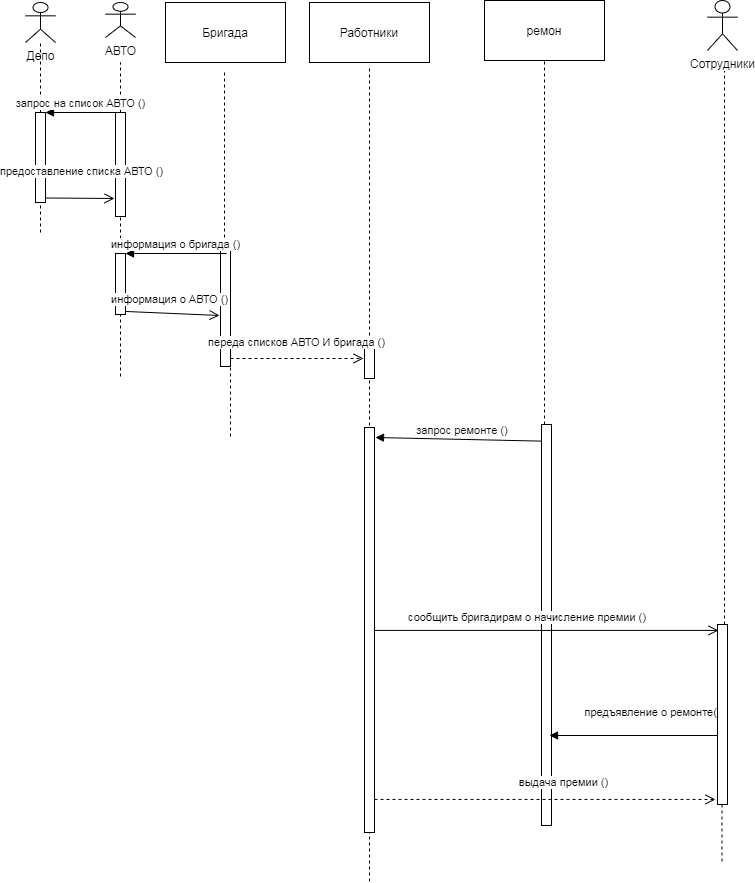 Депо
АВТО
Бригада
Работники
ремон
Сотрудники
запрос на список АВТО ()
предоставление списка АВТО ()
информация о бригада ()
информация о АВТО ()
переда списков АВТО И бригада ()
запрос ремонте ()
сообщить бригадирам о начисление премии ()
предъявление о ремонте(
выдача премии ()